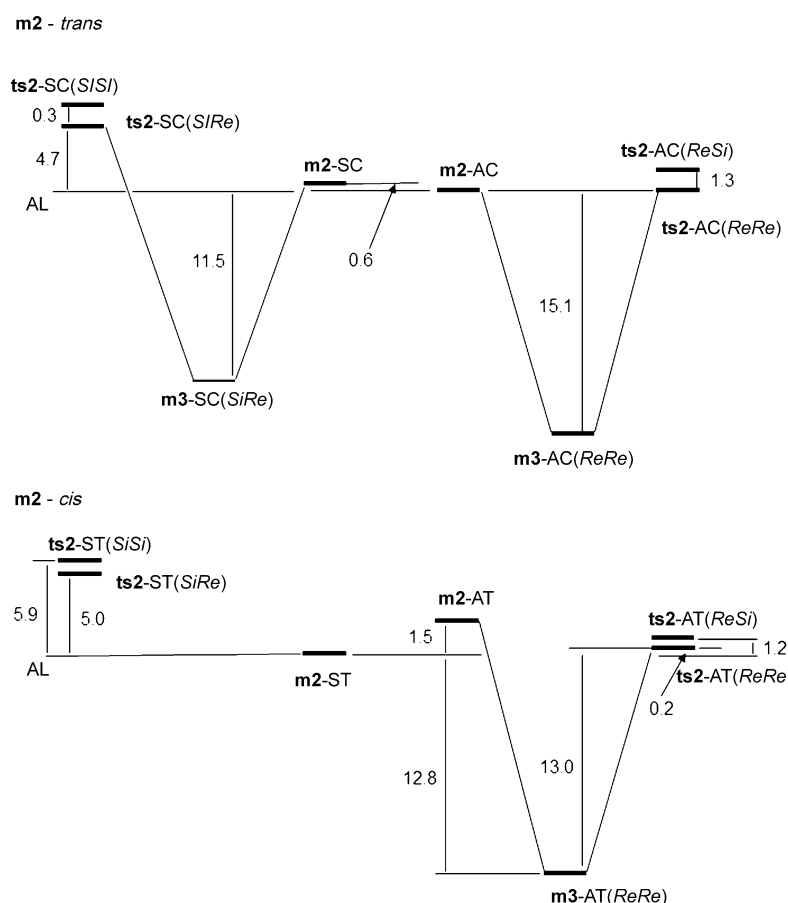 m2 - trans
ts2-SC(SISI)
0.3
ts2-SC(SIRe)
4.7
AL
m2-SC
m2-AC
0.6
ts2-AC(ReSi)
1.3
ts2-AC(ReRe)
11.5
15.1
m3-SC(SiRe)
m3-AC(ReRe)
m2 - cis
ts2-ST(SiSi)
ts2-ST(SiRe)
5.9
5.0
AL
m2-ST
m2-AT
1.5
ts2-AT(ReSi)
1.2
ts2-AT(ReRe
0.2
12.8
13.0
m3-AT(ReRe)